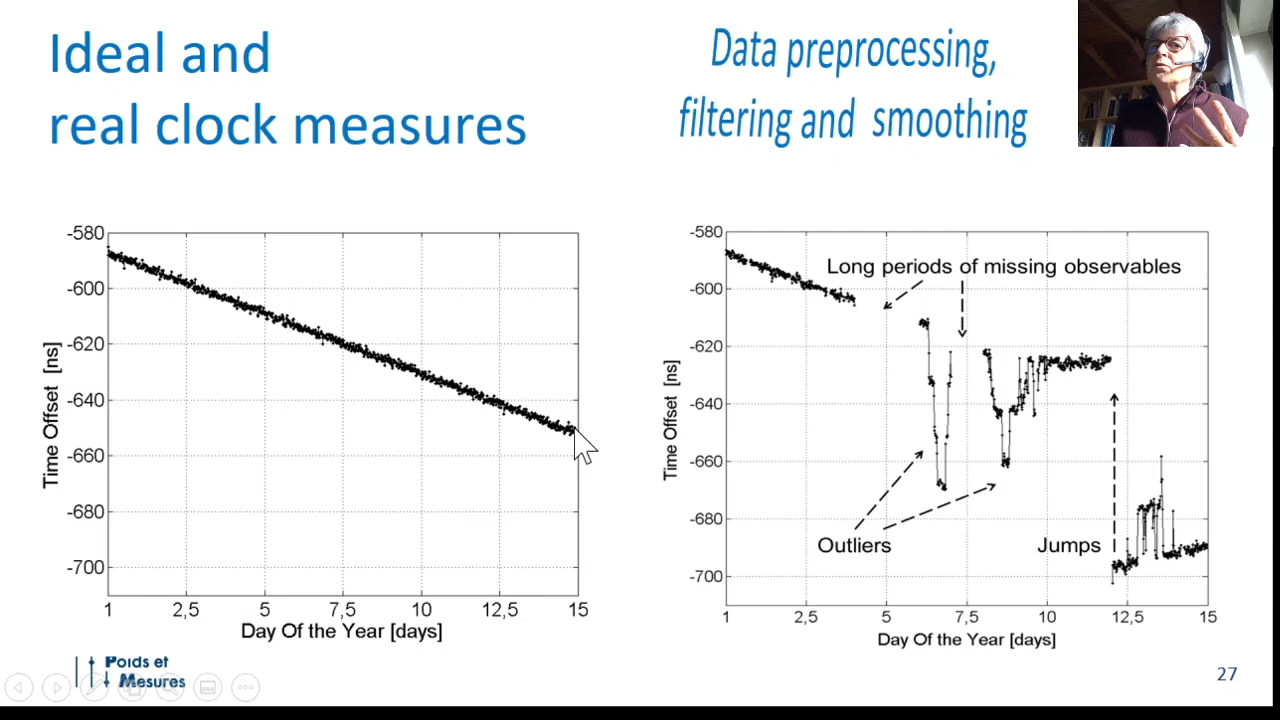 Ideal and
real clock measures
Data preprocessing,
filtering and smoothing
-580
-600
-620
-640
-660
-680
-700
Time Offset [ns]
1
2,5
5
7,5
10
12,5
15
Day Of the Year [days]
-580
-600
-620
-640
-660
-680
-700
Time Offset [ns]
Long periods of missing observables
Outliers
Jumps
1
2,5
5
7,5
10
12,5
15
Day Of the Year [days]
Poids et
Mesures
27